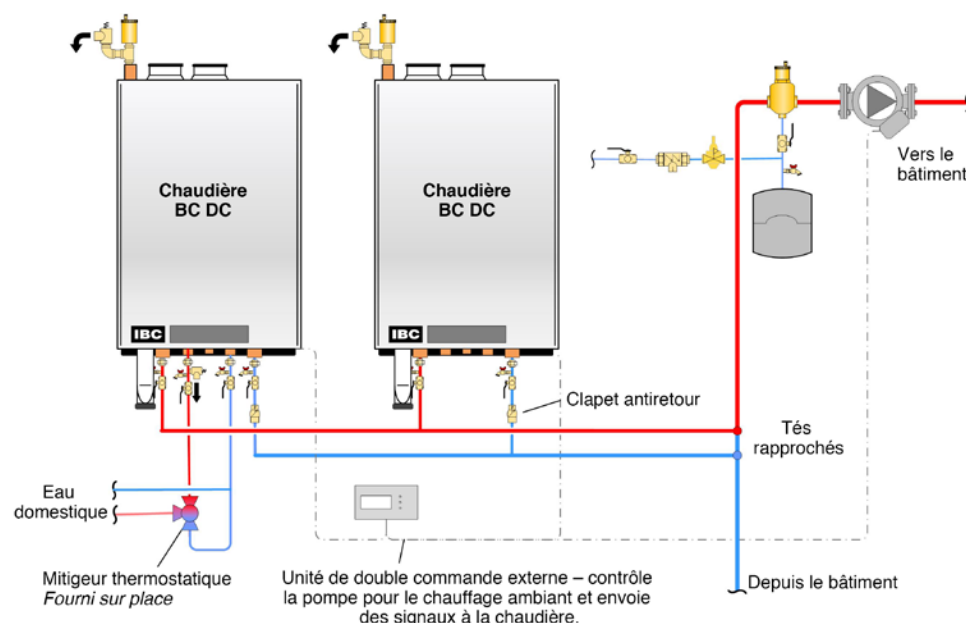 Chaudière
BC DC
IBC
Chaudière
BC DC
IBC
Vers le
bâtiment
Clapet antiretour
Tés
rapprochés
Eau
domestique
Mitigeur thermostatique
Fourni sur place
Unité de double commande externe – contrôle
la pompe pour le chauffage ambiant et envoie
des signaux à la chaudière.
Depuis le bâtiment